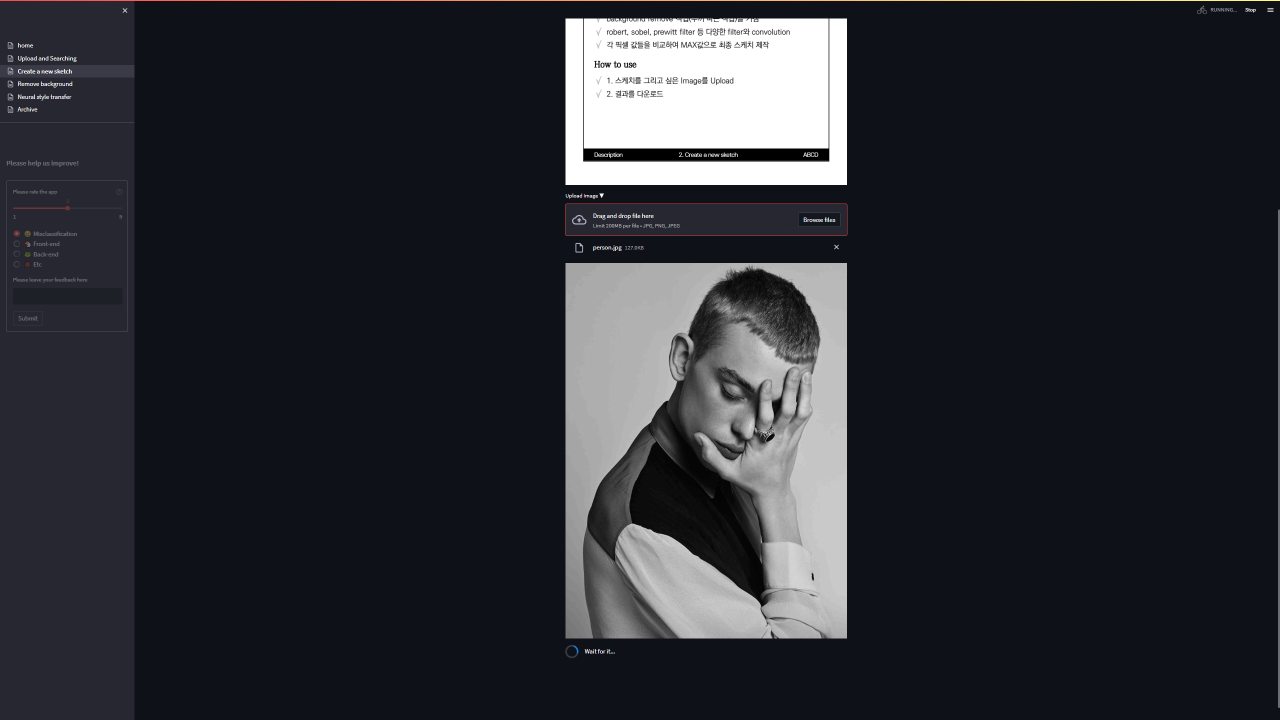 RUNNING...
Stop
home
Upload and Searching
Create a new sketch
Remove background
Neural style transfer
Archive
Please help us improve!
Please rate the app
1
5
Misclassification
Front-end
Back-end
Etc
Please leave your feedback here
Submit
background remove
√ robert, sobel, prewitt filter 등 다양한 filter와 convolution
√ 각 픽셀 값들을 비교하여 MAX값으로 최종 스케치 제작
How to use
√ 1. 스케치를 그리고 싶은 Image를 Upload
√ 2. 결과를 다운로드
Description 2. Create a new sketch ABCD
Upload Image ▼
Drag and drop file here
Limit 200MB per file • JPG, PNG, JPEG
Browse files
person.jpg 127.0KB
Wait for it...